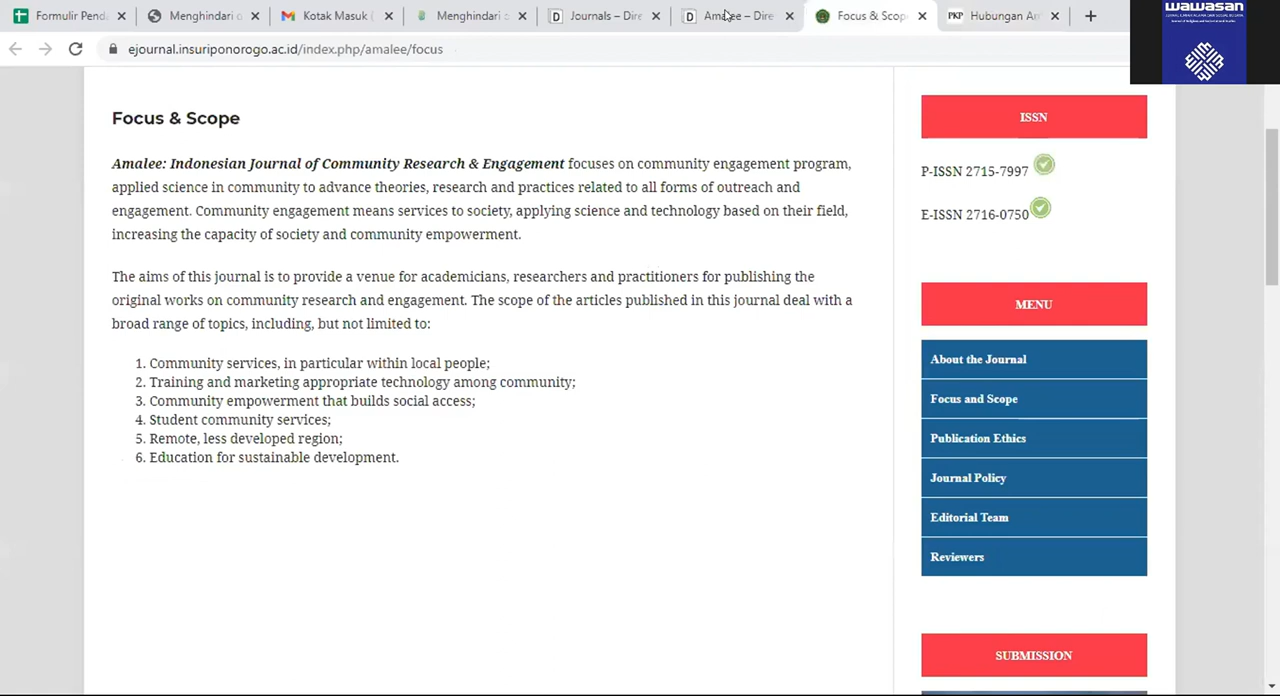 Formulir Pend
Menghindari
Kotak Masuk (
Menghindari
Journals – Dire
Amalee – Dire
Focus & Scop
Hubungan Am
ejournal.insuriponorogo.ac.id/index.php/amalee/focus
wawasan
Focus & Scope
Amalee: Indonesian Journal of Community Research & Engagement focuses on community engagement program,
applied science in community to advance theories, research and practices related to all forms of outreach and
engagement. Community engagement means services to society, applying science and technology based on their field,
increasing the capacity of society and community empowerment.
The aims of this journal is to provide a venue for academicians, researchers and practitioners for publishing the
original works on community research and engagement. The scope of the articles published in this journal deal with a
broad range of topics, including, but not limited to:
1. Community services, in particular within local people;
2. Training and marketing appropriate technology among community;
3. Community empowerment that builds social access;
4. Student community services;
5. Remote, less developed region;
6. Education for sustainable development.
ISSN
P-ISSN 2715-7997
E-ISSN 2716-0750
MENU
About the Journal
Focus and Scope
Publication Ethics
Journal Policy
Editorial Team
Reviewers
SUBMISSION